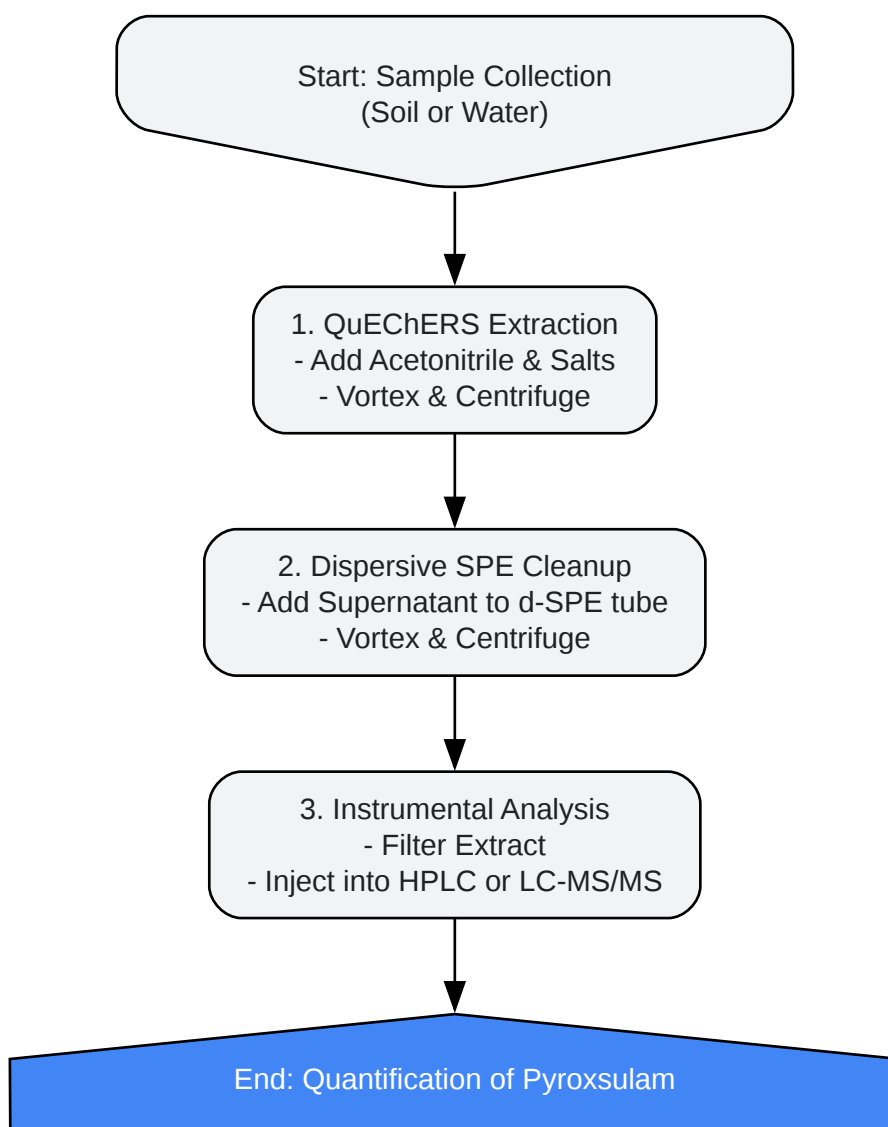 Start: Sample Collection
(Soil or Water)
1. QuEChERS Extraction
- Add Acetonitrile & Salts
- Vortex & Centrifuge
2. Dispersive SPE Cleanup
- Add Supernatant to d-SPE tube
- Vortex & Centrifuge
3. Instrumental Analysis
- Filter Extract
- Inject into HPLC or LC-MS/MS
End: Quantification of Pyroxsulam